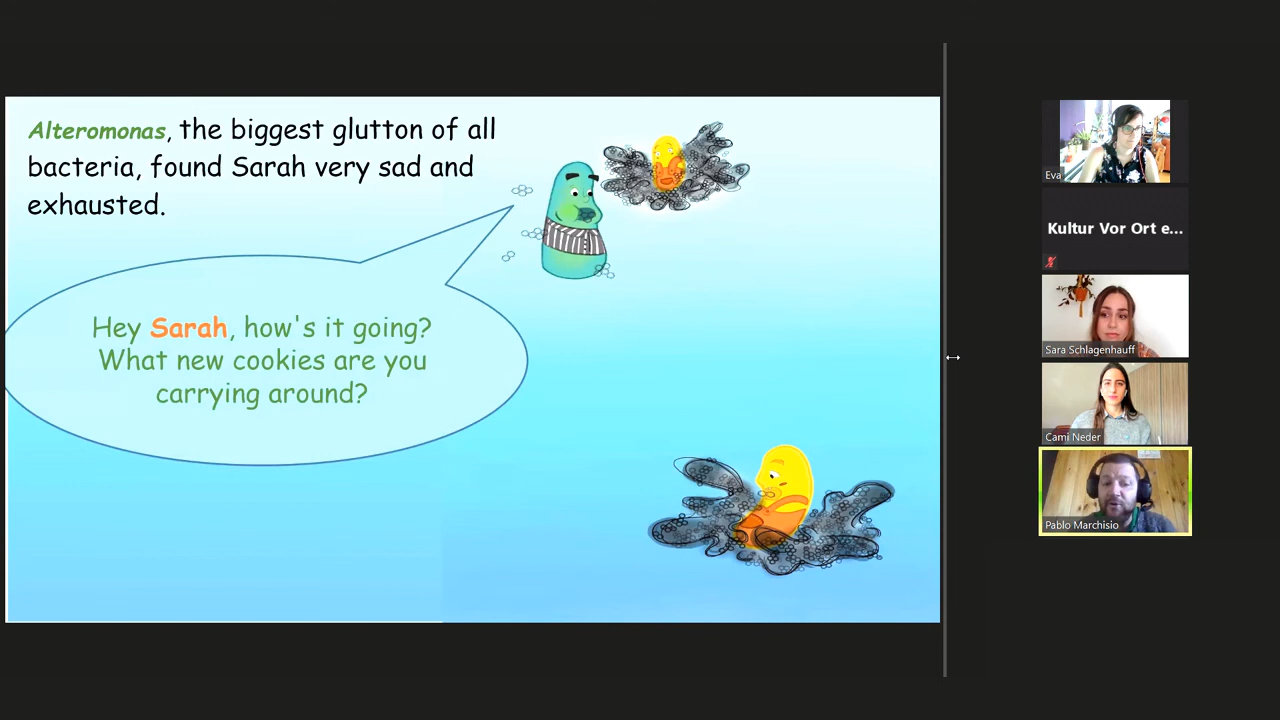 Alteromonas, the biggest glutton of all
bacteria, found Sarah very sad and
exhausted.
Hey Sarah, how's it going?
What new cookies are you
carrying around?
Eva
Kultur Vor Ort e...
Sara Schlagenhauff
Cami Neder
Pablo Marchisio